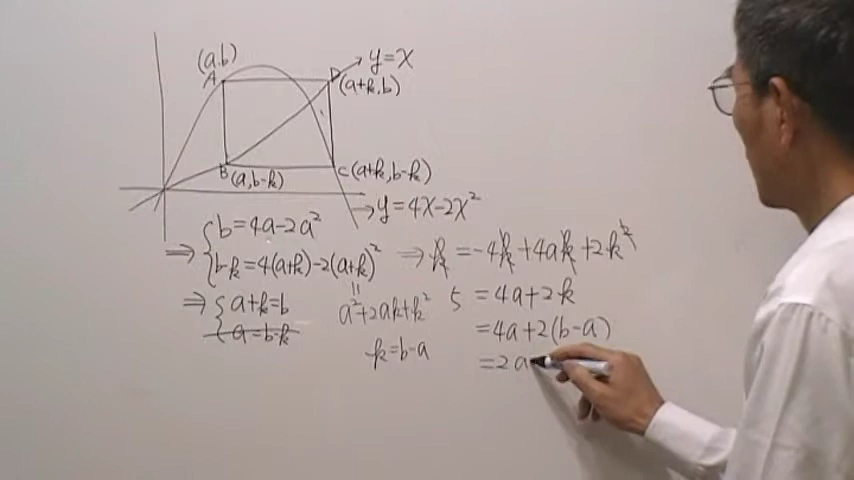 (a.b)
A
D
y=x
(a+k,b)
B
(a,b-k)
C(a+k,b-k)
→y=4x-2x²
⇒ { b=4a-2a²
b-k=4(a+k)-2(a+k)²
⇒ k=-4k+4ak+2k²
⇒ { a+k=b
a=b-k
=
a²+2ak+k²
k=b-a
5=4a+2k
=4a+2(b-a)
=2a